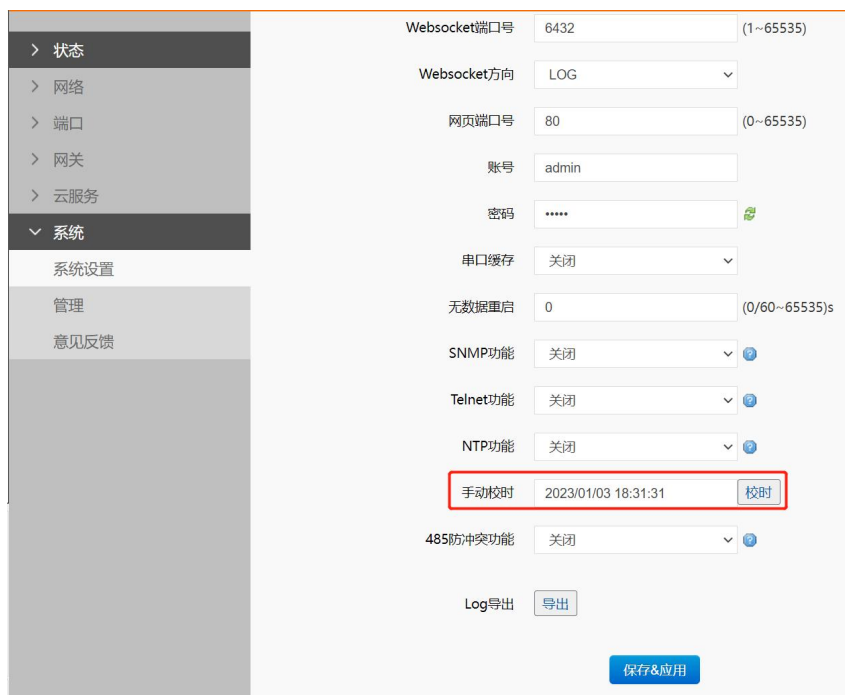 状态
网络
端口
网关
云服务
系统
系统设置
管理
意见反馈
Websocket端口号 6432 (1~65535)
Websocket方向 LOG
网页端口号 80 (0~65535)
账号 admin
密码 •••••
串口缓存 关闭
无数据重启 0 (0/60~65535)s
SNMP功能 关闭
Telnet功能 关闭
NTP功能 关闭
手动校时 2023/01/03 18:31:31 校时
485防冲突功能 关闭
Log导出 导出
保存&应用